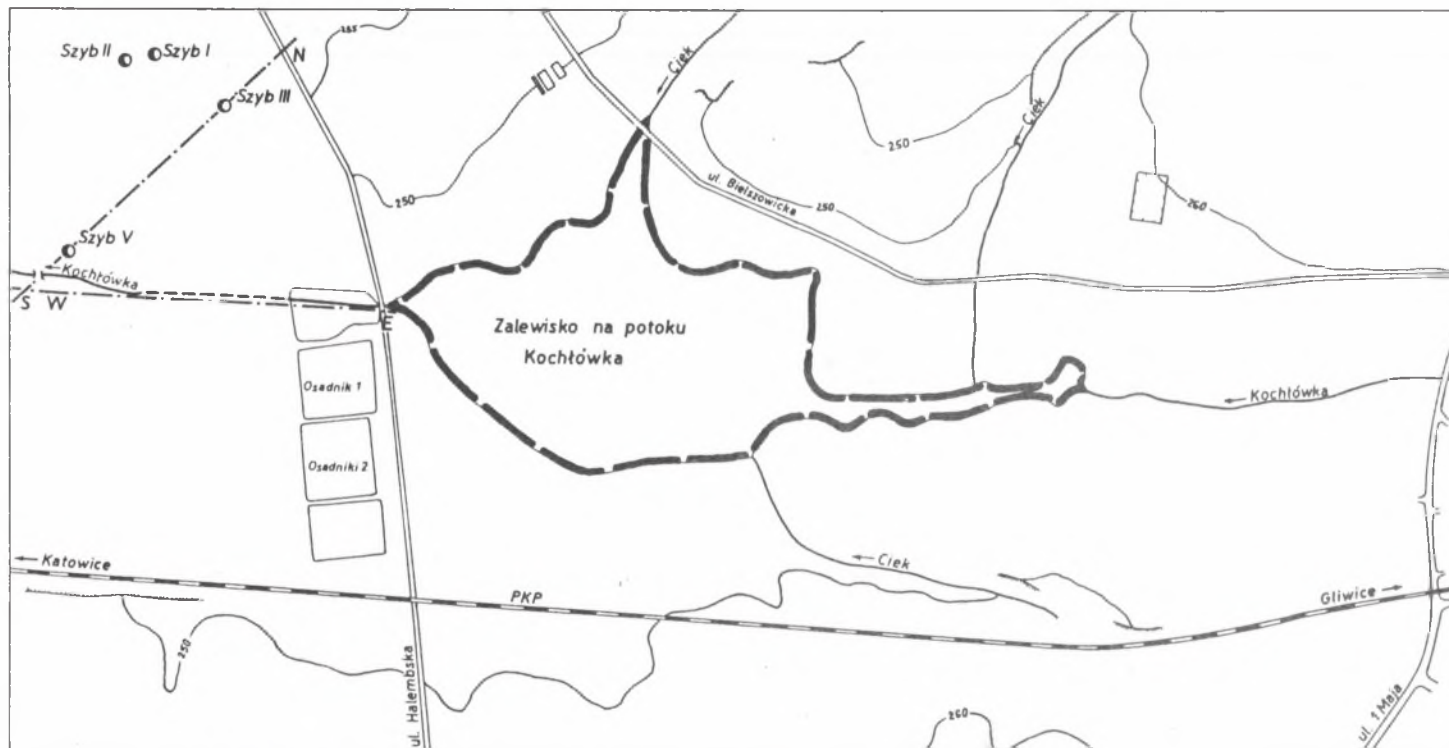 265
Szyb II
Szyb I
N
Ciek
Szyb III
Ciek
250
250
ul. Bielszowicka
250
260
Szyb V
Kochłówka
S W
E
Zalewisko na potoku
Kochłówka
Osadnik 1
Kochłówka
Osadniki 2
Katowice
Ciek
PKP
Gliwice
250
ul. Halembska
260
ul. 1 Maja